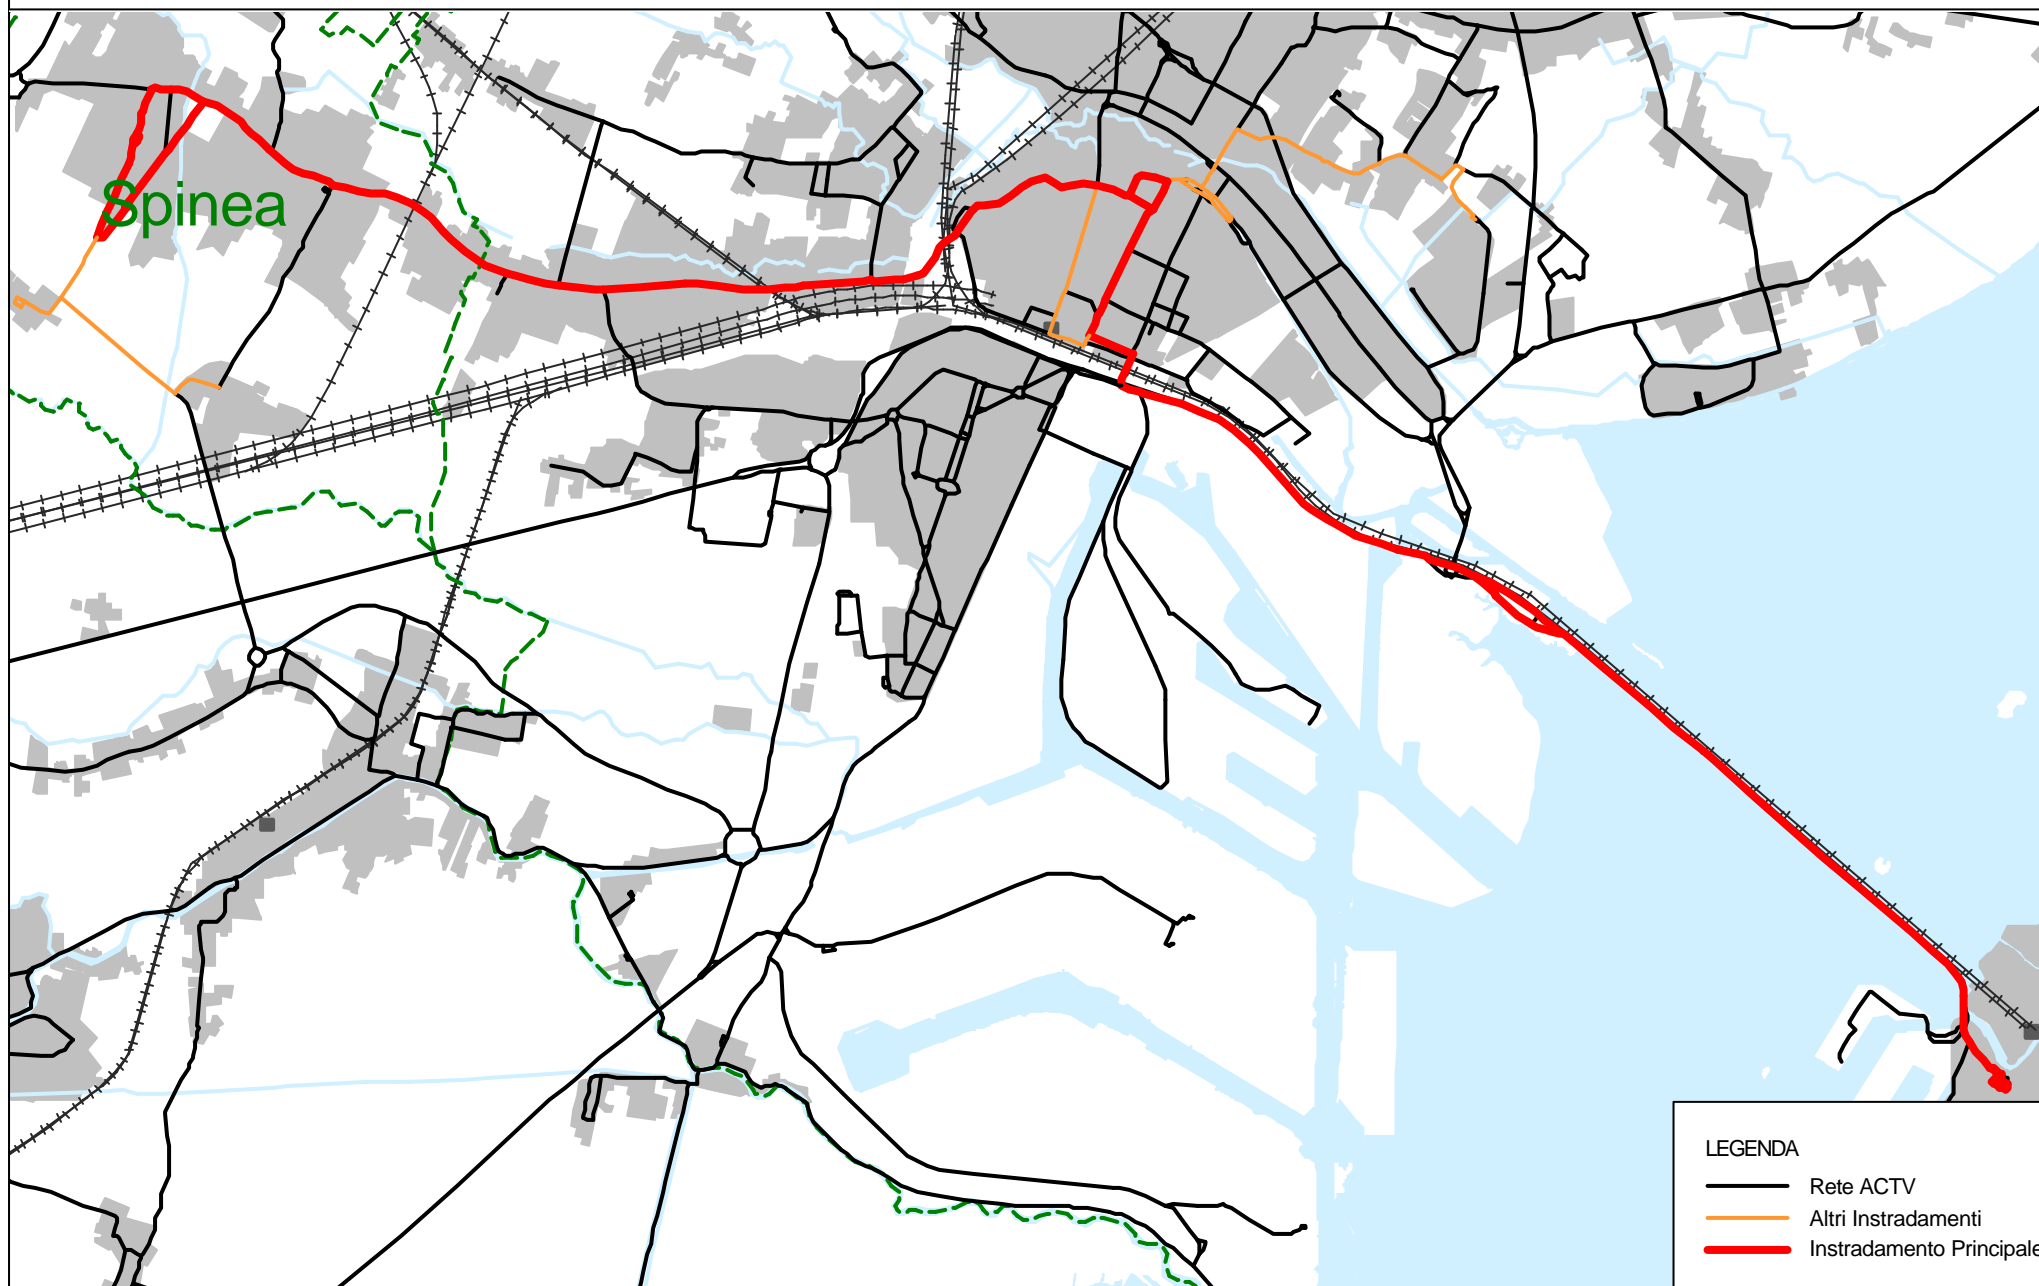 Spinea
LEGENDA
Rete ACTV
Altri Instradamenti
Instradamento Principale